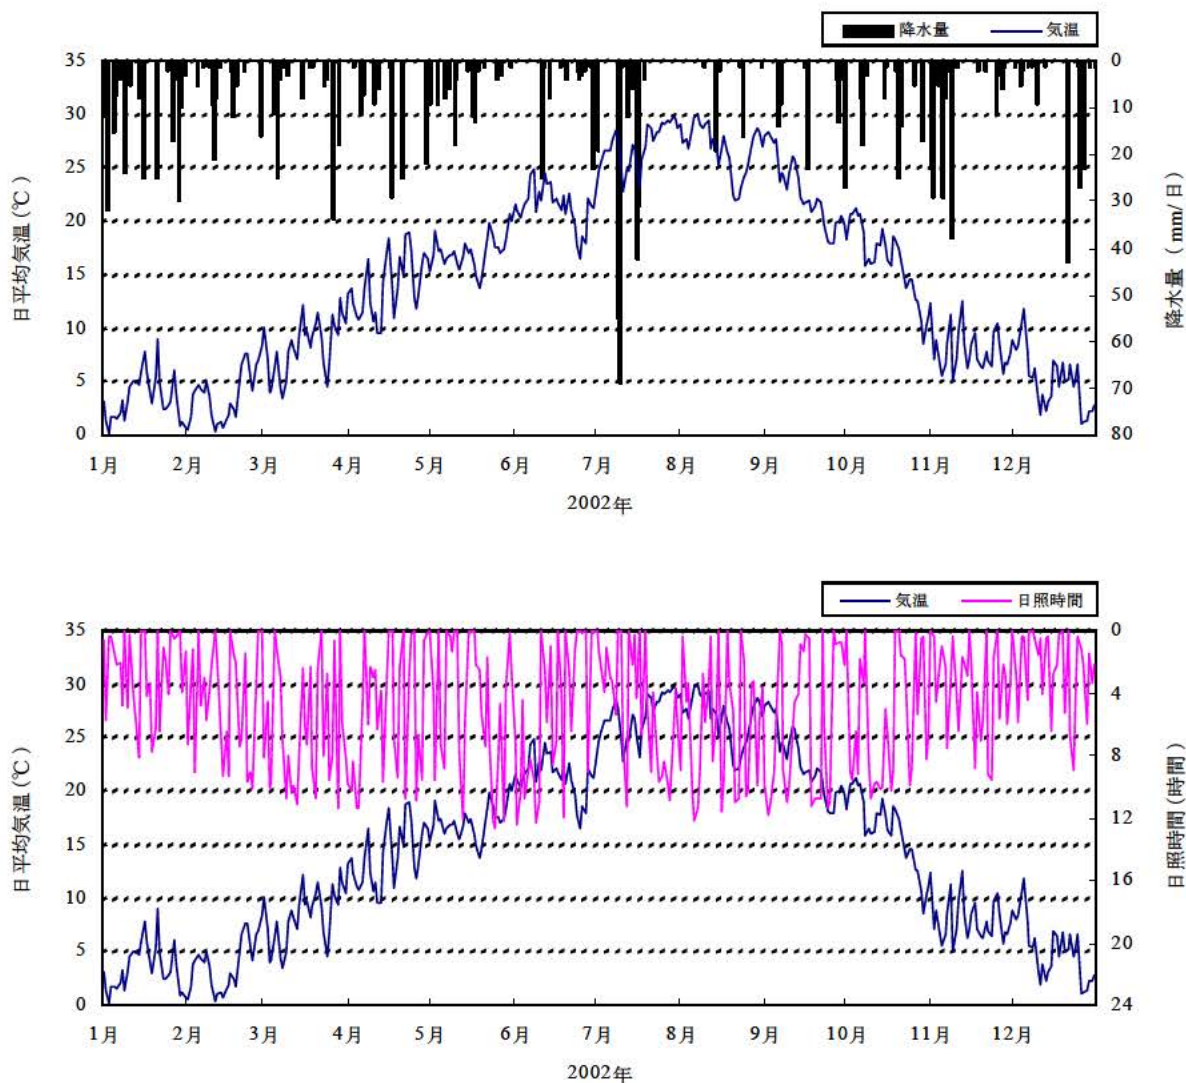 降水量 気温
35 30 25 20 15 10 5 0
日平均気温(℃)
0 10 20 30 40 50 60 70 80
降水量(mm/日)
1月 2月 3月 4月 5月 6月 7月 8月 9月 10月 11月 12月
2002年
気温 日照時間
35 30 25 20 15 10 5 0
日平均気温(℃)
0 4 8 12 16 20 24
日照時間(時間)
1月 2月 3月 4月 5月 6月 7月 8月 9月 10月 11月 12月
2002年